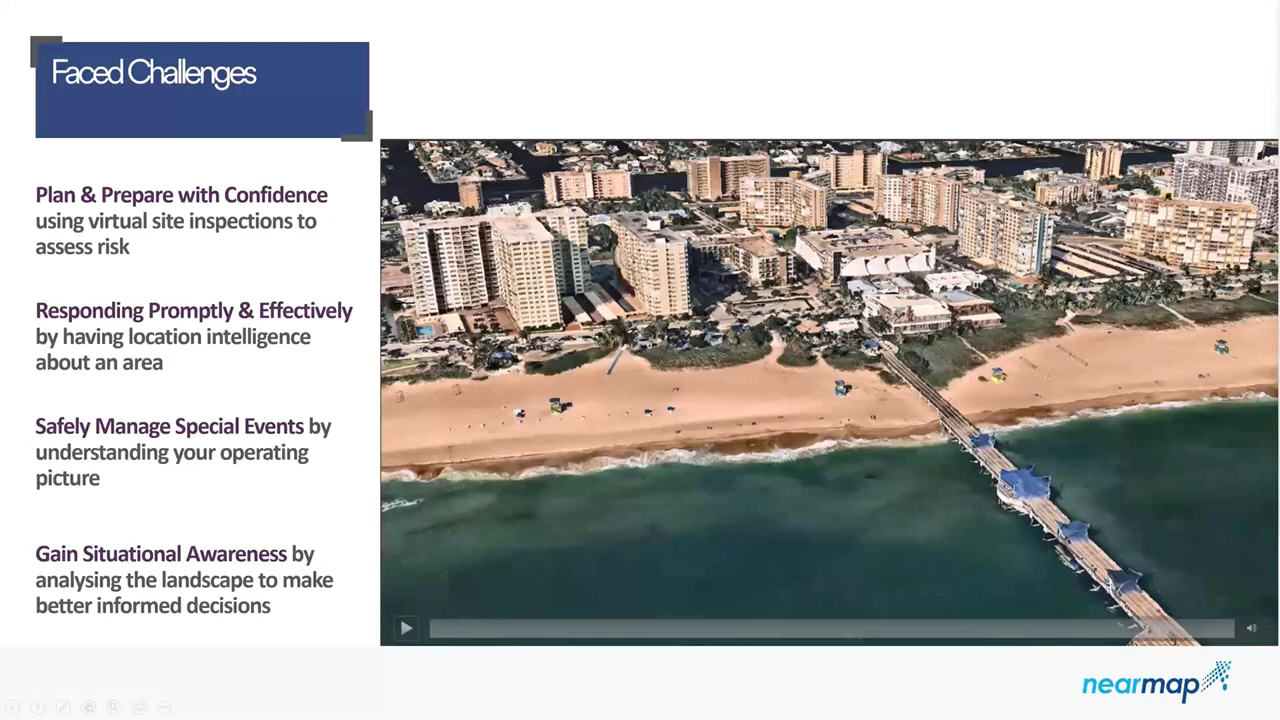 Faced Challenges
Plan & Prepare with Confidence
using virtual site inspections to
assess risk
Responding Promptly & Effectively
by having location intelligence
about an area
Safely Manage Special Events by
understanding your operating
picture
Gain Situational Awareness by
analysing the landscape to make
better informed decisions
nearmap